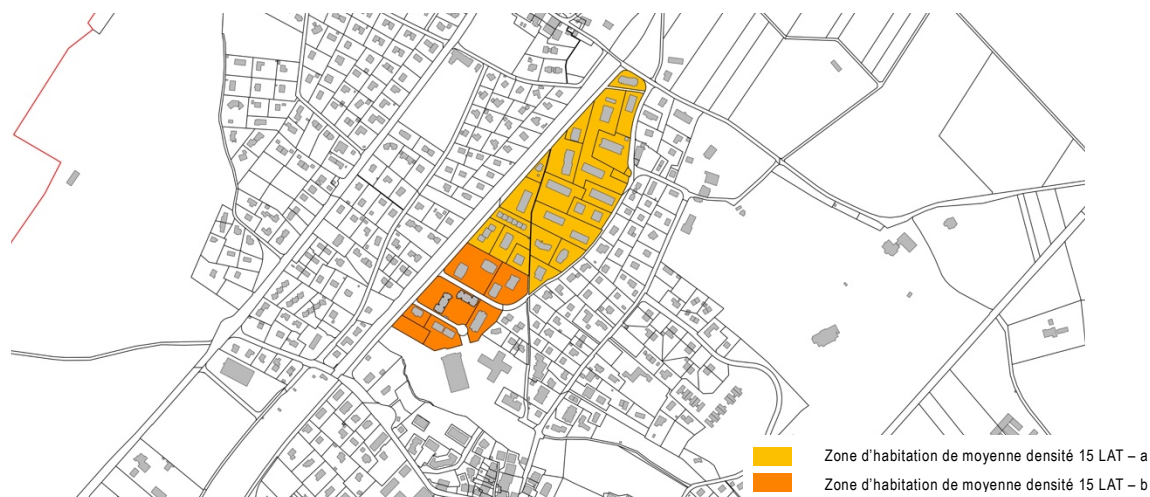 Zone d'habitation de moyenne densité 15 LAT – a
Zone d'habitation de moyenne densité 15 LAT – b